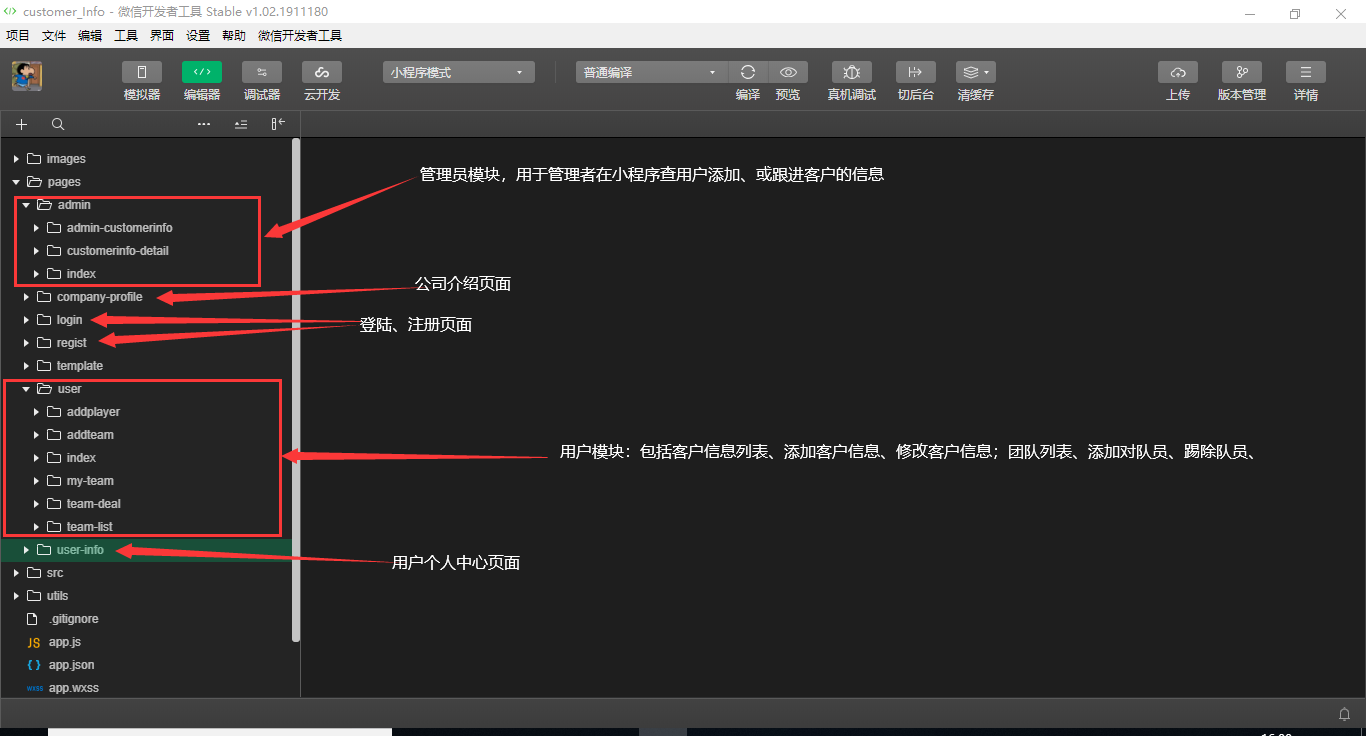 customer_Info - 微信开发者工具 Stable v1.02.1911180
项目 文件 编辑 工具 界面 设置 帮助 微信开发者工具
小程序模式 普通编译
模拟器 编辑器 调试器 云开发 编译 预览 真机调试 切后台 清缓存 上传 版本管理 详情
images
pages
admin
admin-customerinfo
customerinfo-detail
index
company-profile
login
regist
template
user
addplayer
addteam
index
my-team
team-deal
team-list
user-info
src
utils
.gitignore
JS app.js
{ } app.json
wxss app.wxss
管理员模块，用于管理者在小程序查用户添加、或跟进客户的信息
公司介绍页面
登陆、注册页面
用户模块：包括客户信息列表、添加客户信息、修改客户信息；团队列表、添加对队员、踢除队员、
用户个人中心页面